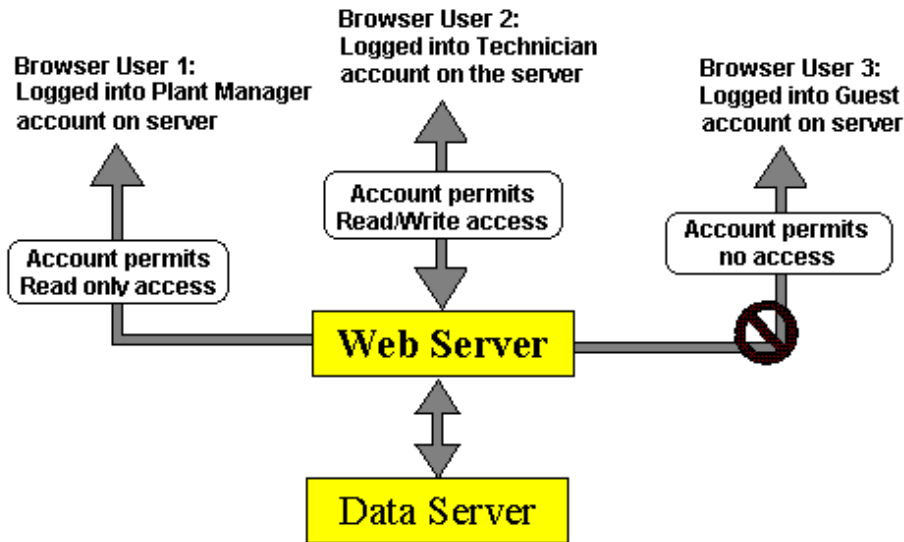 Browser User 1:
Logged into Plant Manager
account on server
Browser User 2:
Logged into Technician
account on the server
Browser User 3:
Logged into Guest
account on server
Account permits
Read only access
Account permits
Read/Write access
Account permits
no access
Web Server
Data Server